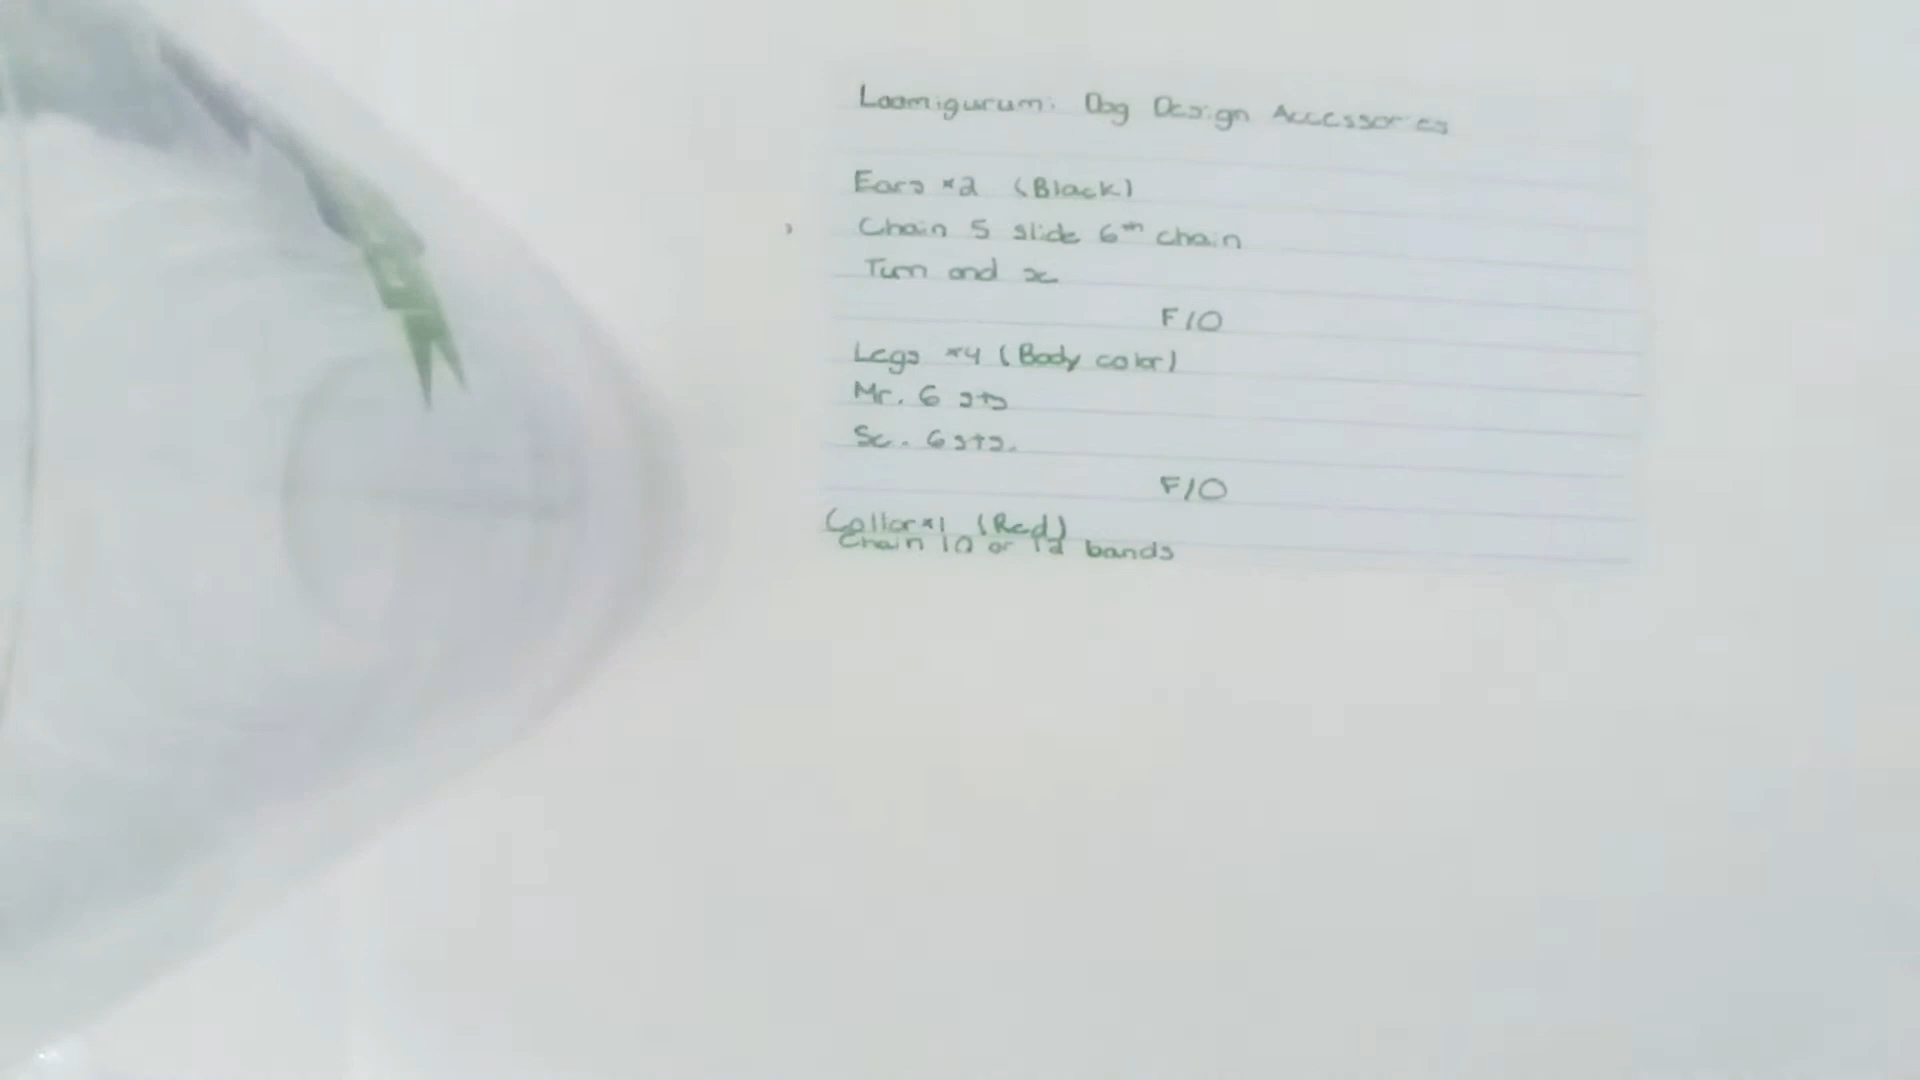 Loomigurumi Dog Design Accessories
Ears x2 (Black)
Chain 5 slide 6th chain
Turn and sc
F/O
Legs x4 (Body color)
Mr. 6 sts
Sc. 6 sts.
F/O
Collar x1 (Red)
Chain 10 or 12 bands